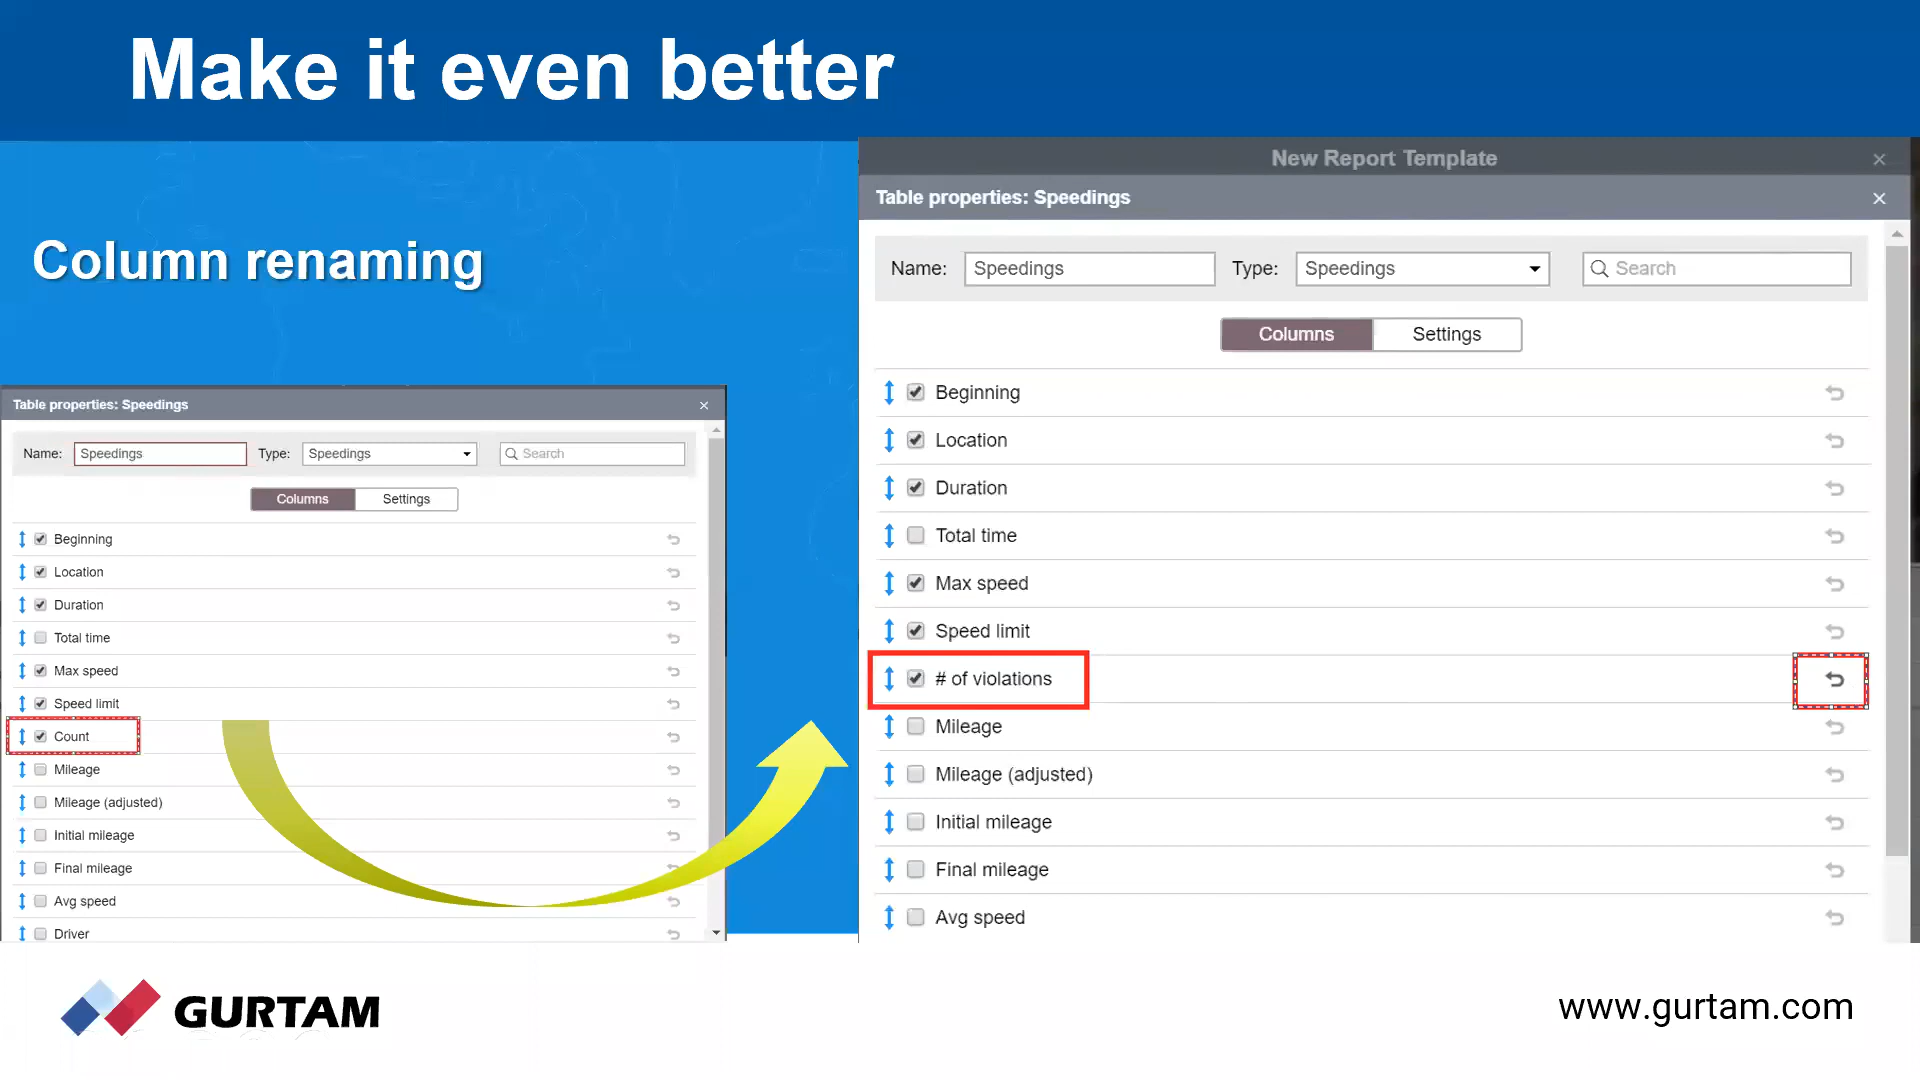 Make it even better
Column renaming
Table properties: Speedings
Name: Speedings Type: Speedings Search
Columns Settings
Beginning
Location
Duration
Total time
Max speed
Speed limit
Count
Mileage
Mileage (adjusted)
Initial mileage
Final mileage
Avg speed
Driver
New Report Template
Table properties: Speedings
Name: Speedings Type: Speedings Search
Columns Settings
Beginning
Location
Duration
Total time
Max speed
Speed limit
# of violations
Mileage
Mileage (adjusted)
Initial mileage
Final mileage
Avg speed
GURTAM
www.gurtam.com